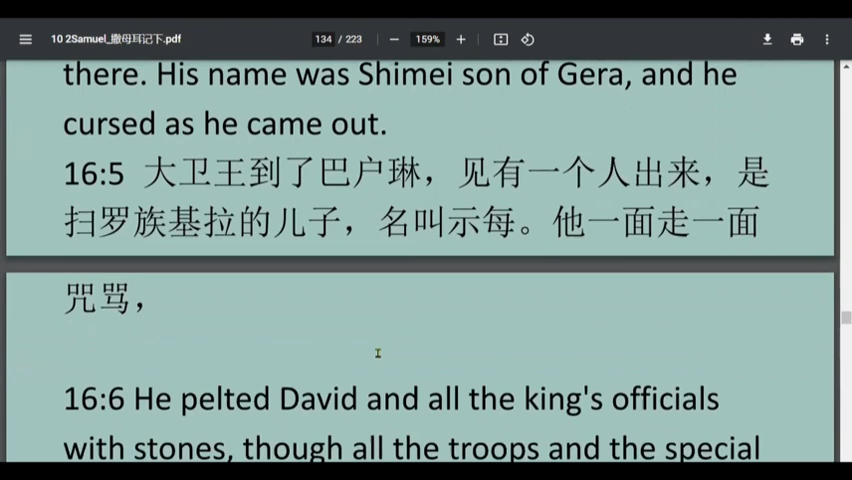 10 2Samuel_撒母耳记下.pdf
134 / 223
159%
there. His name was Shimei son of Gera, and he
cursed as he came out.
16:5 大卫王到了巴户琳，见有一个人出来，是
扫罗族基拉的儿子，名叫示每。他一面走一面
咒骂，
16:6 He pelted David and all the king's officials
with stones, though all the troops and the special